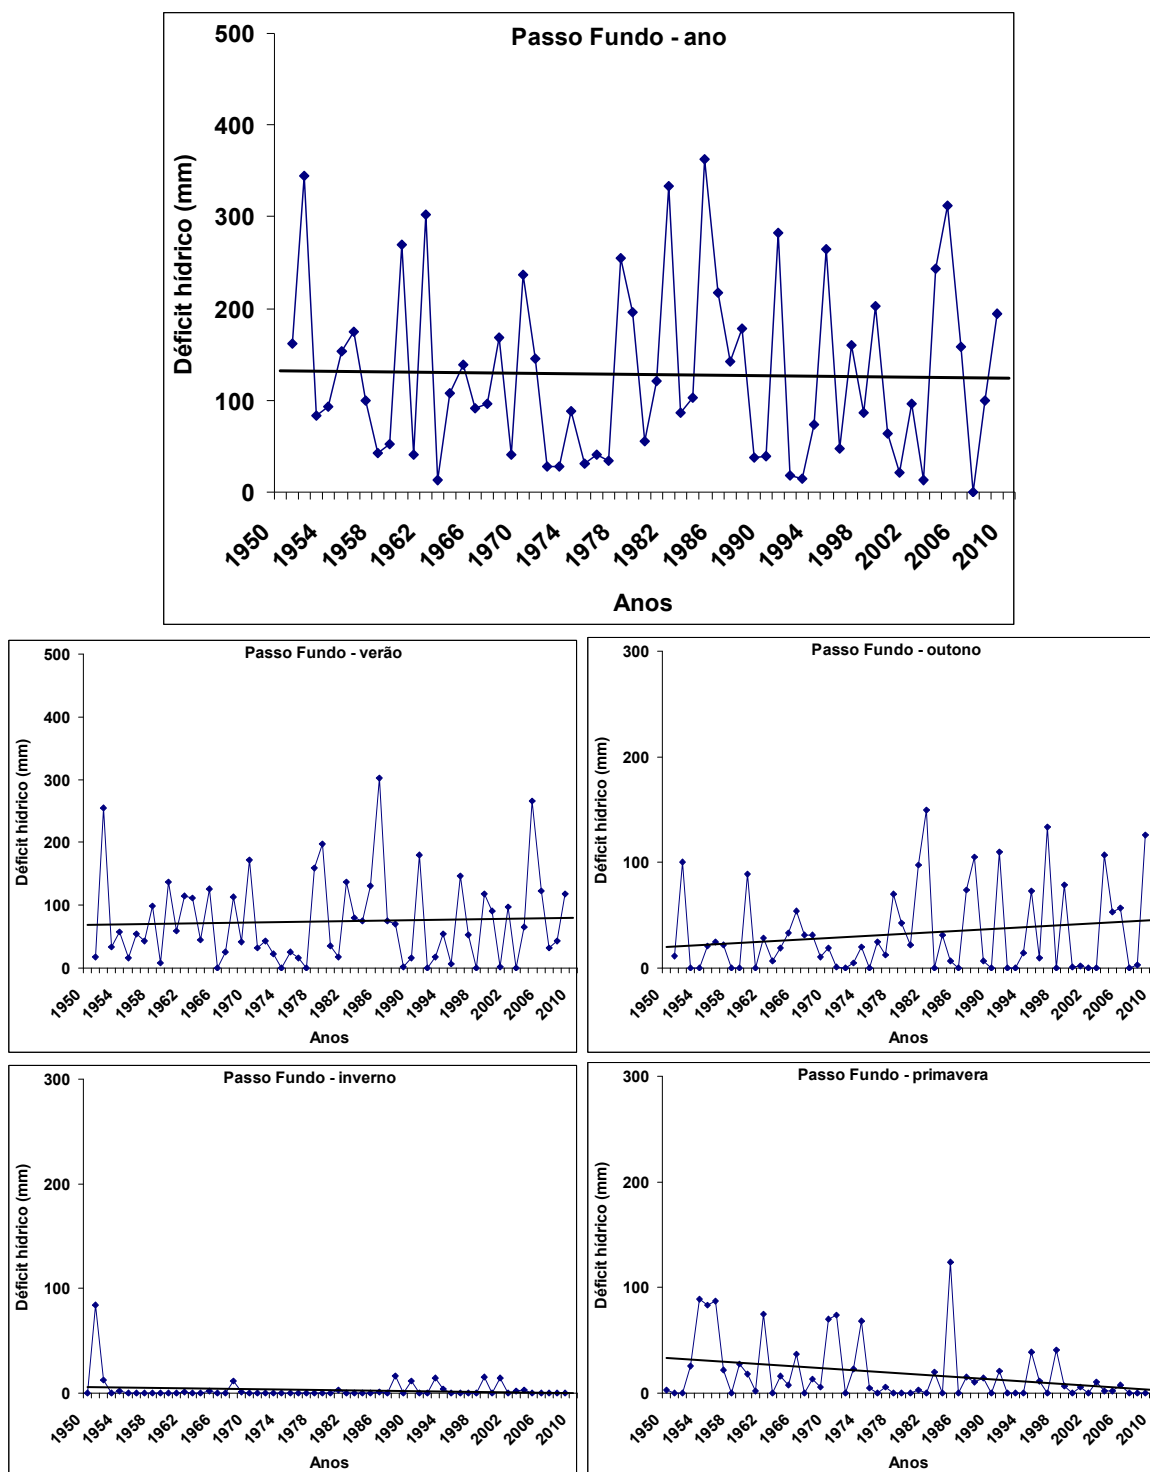 Passo Fundo - ano
Déficit hídrico (mm)
500
400
300
200
100
0
1950 1954 1958 1962 1966 1970 1974 1978 1982 1986 1990 1994 1998 2002 2006 2010
Anos
Passo Fundo - verão
Déficit hídrico (mm)
500
400
300
200
100
0
1950 1954 1958 1962 1966 1970 1974 1978 1982 1986 1990 1994 1998 2002 2006 2010
Anos
Passo Fundo - outono
Déficit hídrico (mm)
300
200
100
0
1950 1954 1958 1962 1966 1970 1974 1978 1982 1986 1990 1994 1998 2002 2006 2010
Anos
Passo Fundo - inverno
Déficit hídrico (mm)
300
200
100
0
1950 1954 1958 1962 1966 1970 1974 1978 1982 1986 1990 1994 1998 2002 2006 2010
Anos
Passo Fundo - primavera
Déficit hídrico (mm)
300
200
100
0
1950 1954 1958 1962 1966 1970 1974 1978 1982 1986 1990 1994 1998 2002 2006 2010
Anos